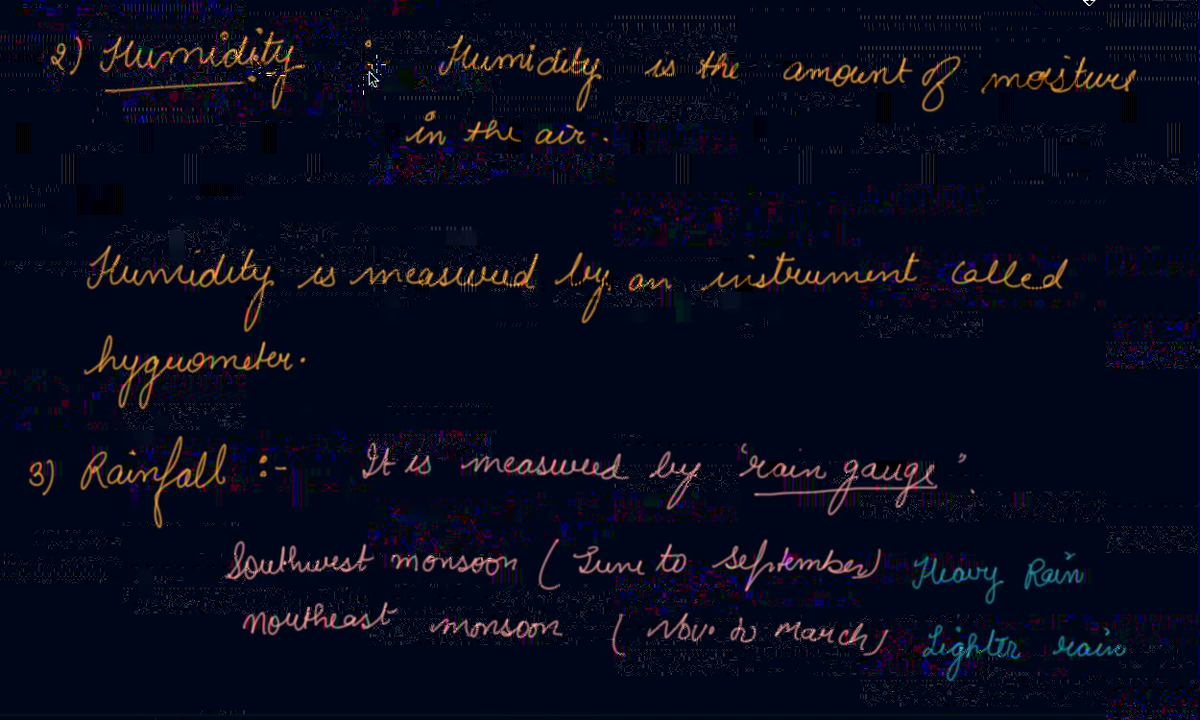 2) Humidity : Humidity is the amount of moisture
in the air.
Humidity is measured by an instrument called
hygrometer.
3) Rainfall :- It is measured by "rain gauge".
Southwest monsoon (June to September) Heavy Rain
Northeast monsoon (Nov. to March) Lighter rain